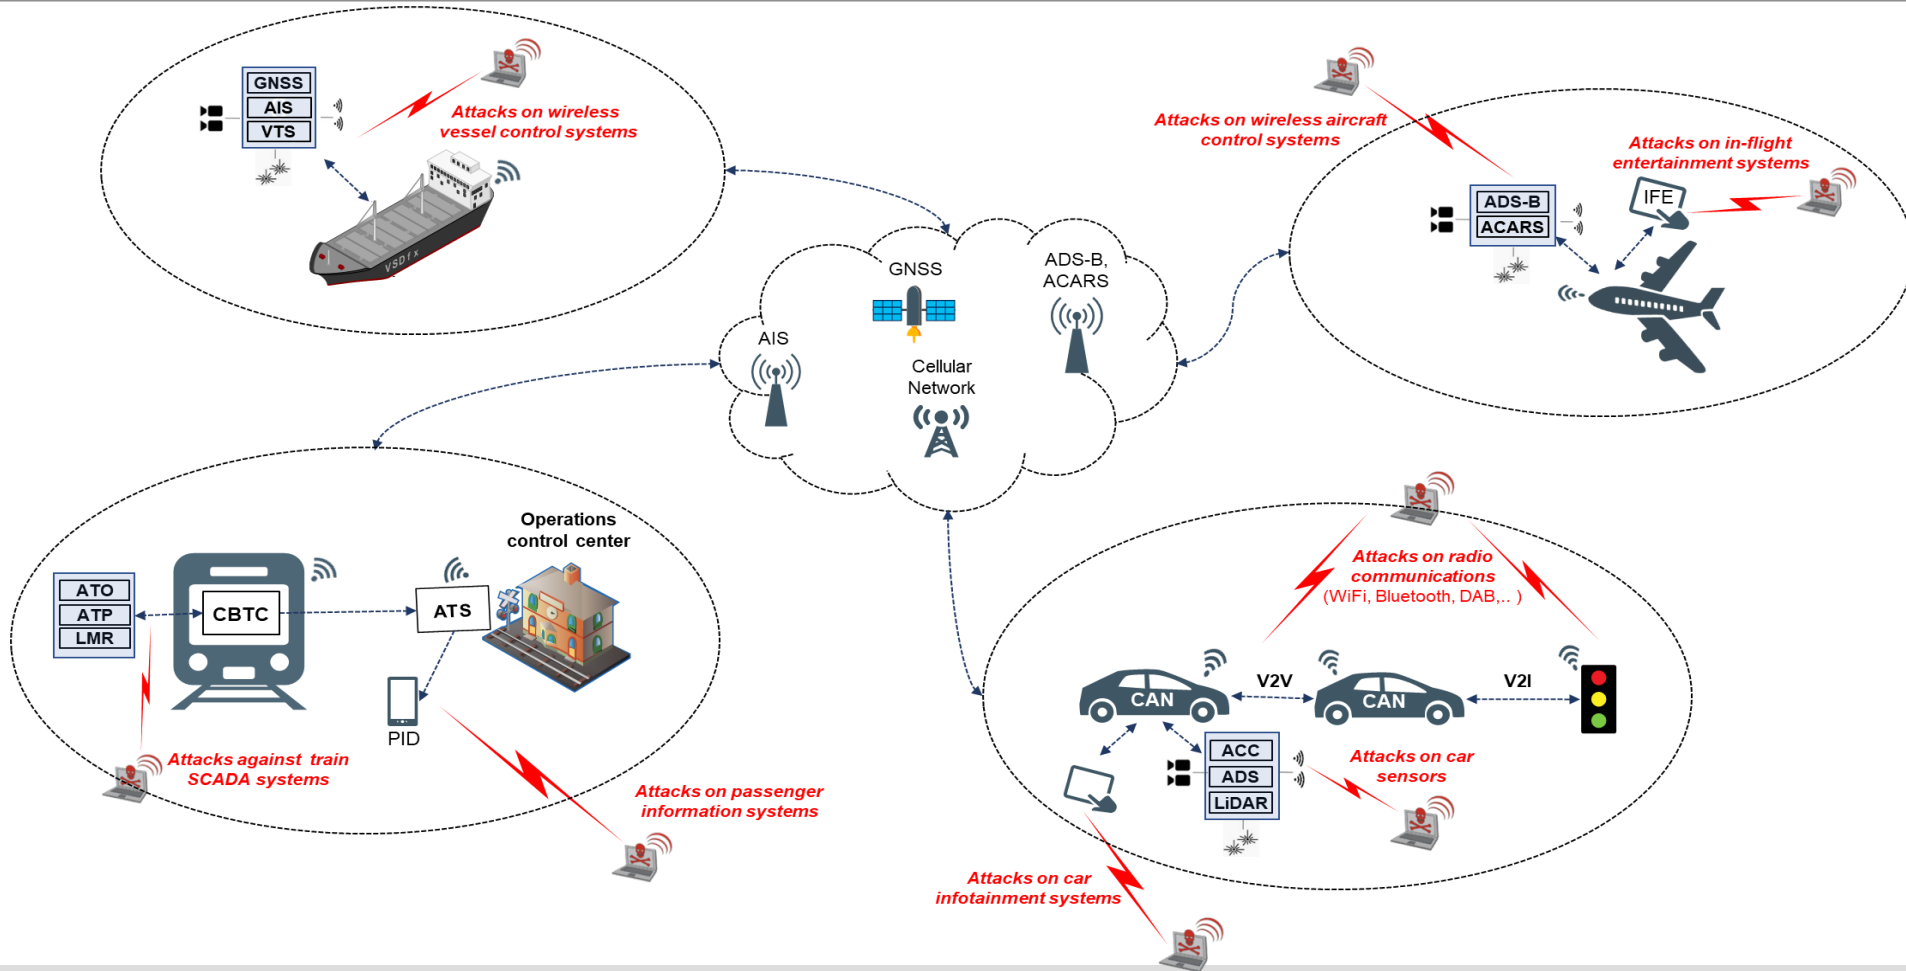 GNSS
AIS
VTS
Attacks on wireless
vessel control systems
VSDfx
Attacks on wireless aircraft
control systems
Attacks on in-flight
entertainment systems
IFE
ADS-B
ACARS
GNSS
ADS-B,
ACARS
AIS
Cellular
Network
Operations
control center
ATO
ATP
LMR
CBTC
ATS
PID
Attacks against train
SCADA systems
Attacks on passenger
information systems
Attacks on radio
communications
(WiFi, Bluetooth, DAB,.. )
CAN
V2V
CAN
V2I
ACC
ADS
LiDAR
Attacks on car
sensors
Attacks on car
infotainment systems